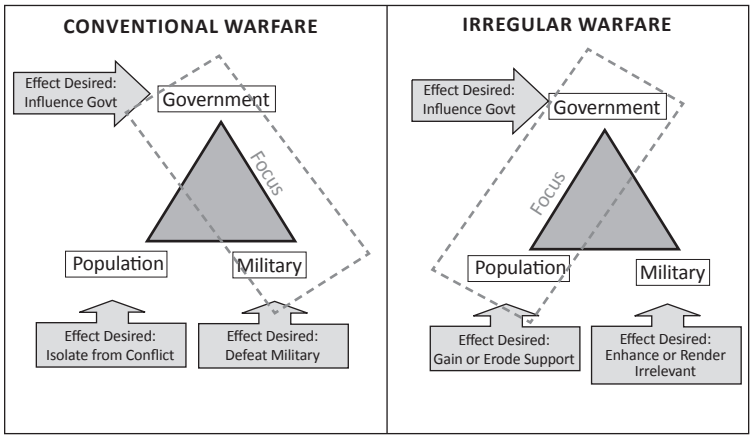 CONVENTIONAL WARFARE
Effect Desired:
Influence Govt
Government
Focus
Population
Military
Effect Desired:
Isolate from Conflict
Effect Desired:
Defeat Military
IRREGULAR WARFARE
Effect Desired:
Influence Govt
Government
Focus
Population
Military
Effect Desired:
Gain or Erode Support
Effect Desired:
Enhance or Render
Irrelevant